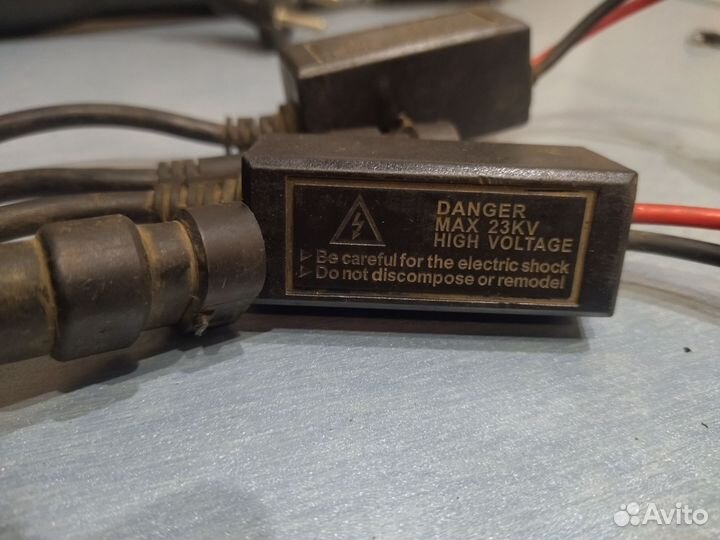 DANGER
MAX 23KV
HIGH VOLTAGE
Be careful for the electric shock
Do not discompose or remodel
Avito